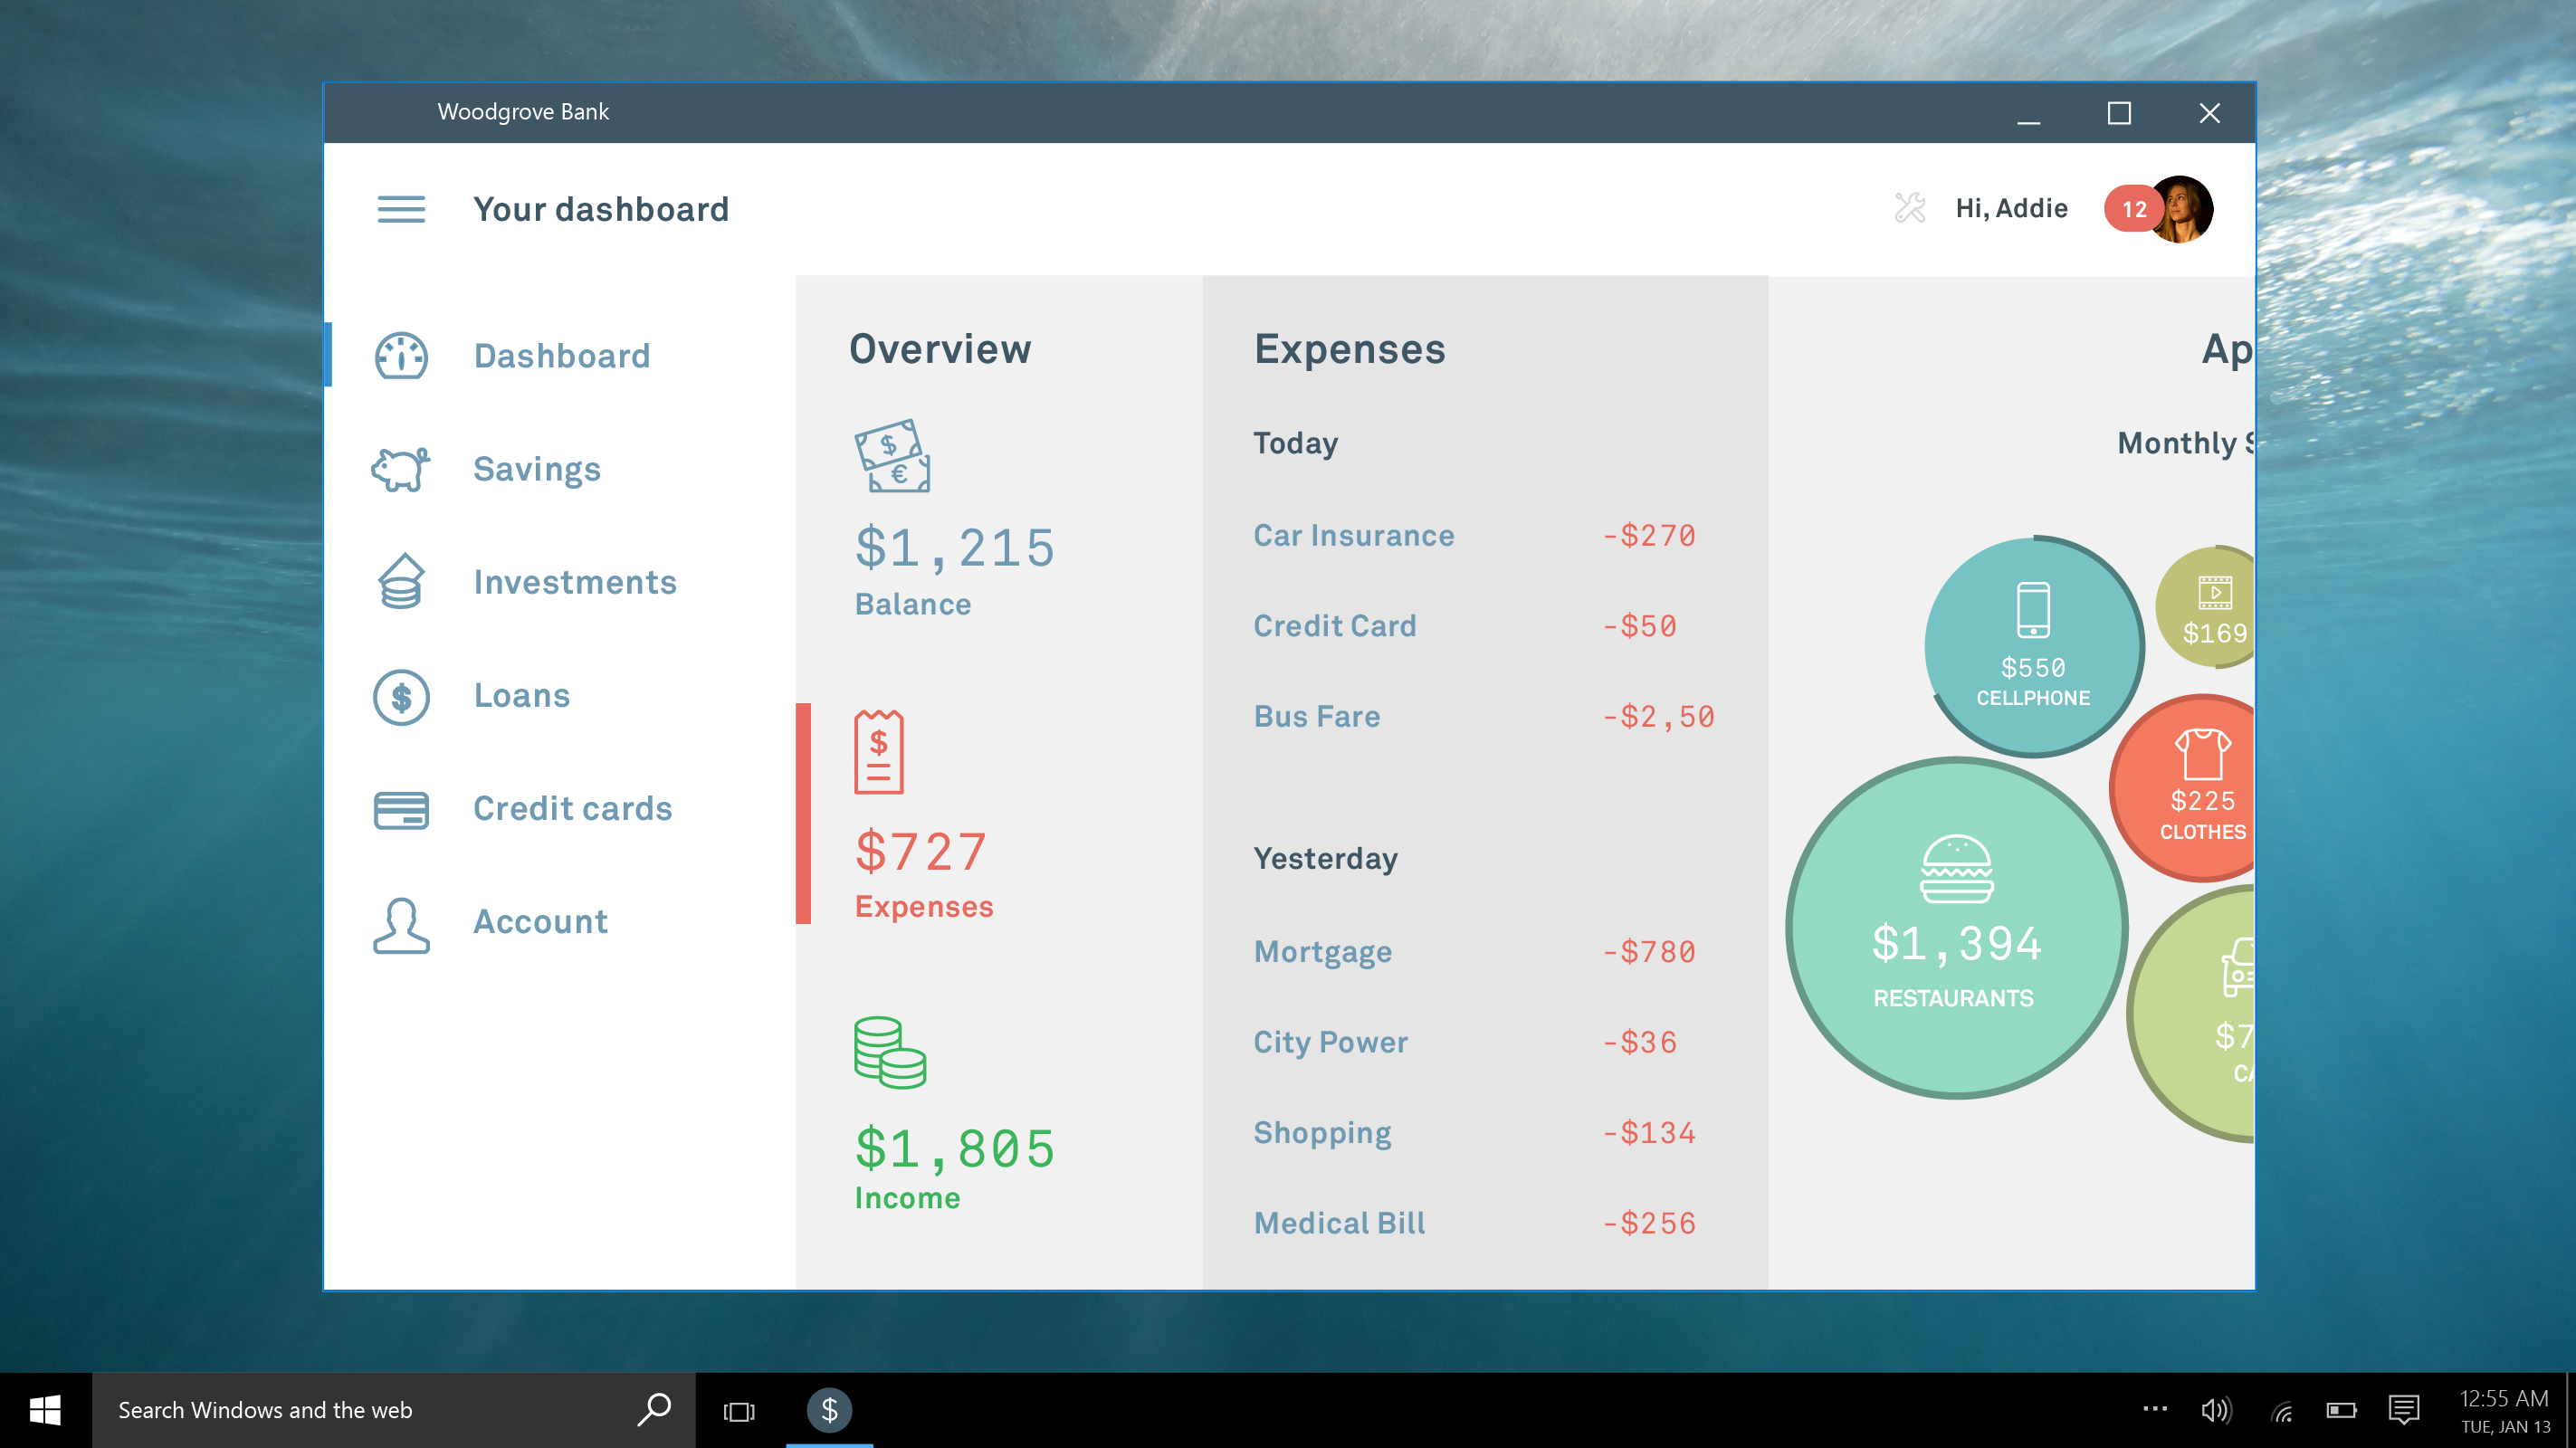 Woodgrove Bank
Your dashboard
Hi, Addie
12
Dashboard
Savings
Investments
Loans
Credit cards
Account
Overview
$1,215
Balance
$727
Expenses
$1,805
Income
Expenses
Today
Car Insurance -$270
Credit Card -$50
Bus Fare -$2,50
Yesterday
Mortgage -$780
City Power -$36
Shopping -$134
Medical Bill -$256
Ap
Monthly
$550
CELLPHONE
$169
$225
CLOTHES
$1,394
RESTAURANTS
$7
Search Windows and the web
12:55 AM
TUE, JAN 13